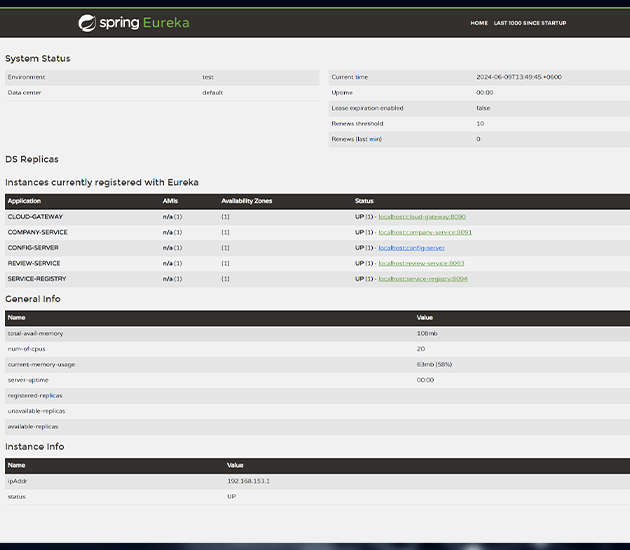 spring Eureka
HOME LAST 1000 SINCE STARTUP
System Status
Environment test
Data center default
Current time 2024-06-09T13:49:45 +0600
Uptime 00:00
Lease expiration enabled false
Renews threshold 10
Renews (last min) 0
DS Replicas
Instances currently registered with Eureka
Application AMIs Availability Zones Status
CLOUD-GATEWAY n/a (1) (1) UP (1) - localhost:cloud-gateway:8090
COMPANY-SERVICE n/a (1) (1) UP (1) - localhost:company-service:8091
CONFIG-SERVER n/a (1) (1) UP (1) - localhost:config-server
REVIEW-SERVICE n/a (1) (1) UP (1) - localhost:review-service:8093
SERVICE-REGISTRY n/a (1) (1) UP (1) - localhost:service-registry:8094
General Info
Name Value
total-avail-memory 108mb
num-of-cpus 20
current-memory-usage 63mb (58%)
server-uptime 00:00
registered-replicas
unavailable-replicas
available-replicas
Instance Info
Name Value
ipAddr 192.168.153.1
status UP